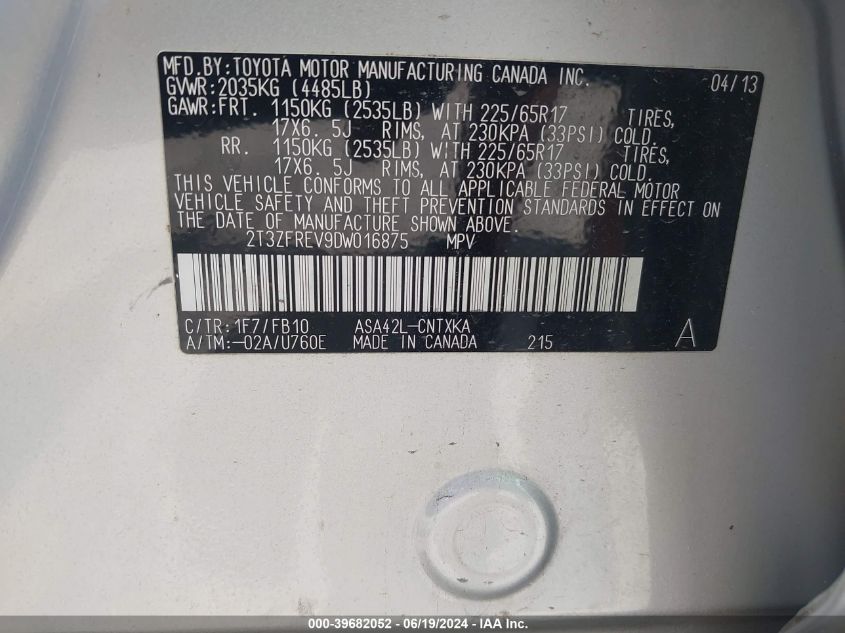 MFD.BY:TOYOTA MOTOR MANUFACTURING CANADA INC. 04/13
GVWR:2035KG (4485LB)
GAWR:FRT. 1150KG (2535LB) WITH 225/65R17 TIRES,
17X6. 5J RIMS, AT 230KPA (33PSI) COLD.
RR. 1150KG (2535LB) WITH 225/65R17 TIRES,
17X6. 5J RIMS, AT 230KPA (33PSI) COLD.
THIS VEHICLE CONFORMS TO ALL APPLICABLE FEDERAL MOTOR
VEHICLE SAFETY AND THEFT PREVENTION STANDARDS IN EFFECT ON
THE DATE OF MANUFACTURE SHOWN ABOVE.
2T3ZFREV9DW016875 MPV
C/TR:1F7/FB10 ASA42L-CNTXKA
A/TM:-02A/U760E MADE IN CANADA 215 A
000-39682052 - 06/19/2024 - IAA Inc.